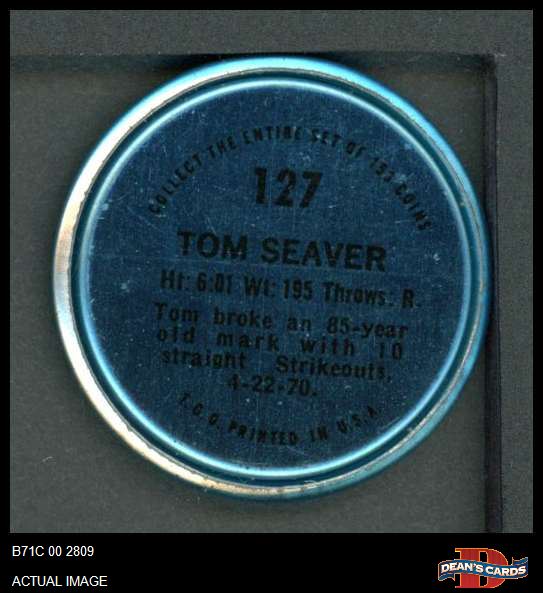 COLLECT THE ENTIRE SET OF 153 COINS
127
TOM SEAVER
Ht: 6:01 Wt: 195 Throws: R.
Tom broke an 85-year
old mark with 10
straight Strikeouts,
4-22-70.
T.C.G. PRINTED IN U.S.A.
B71C 00 2809
ACTUAL IMAGE
D
DEAN'S CARDS